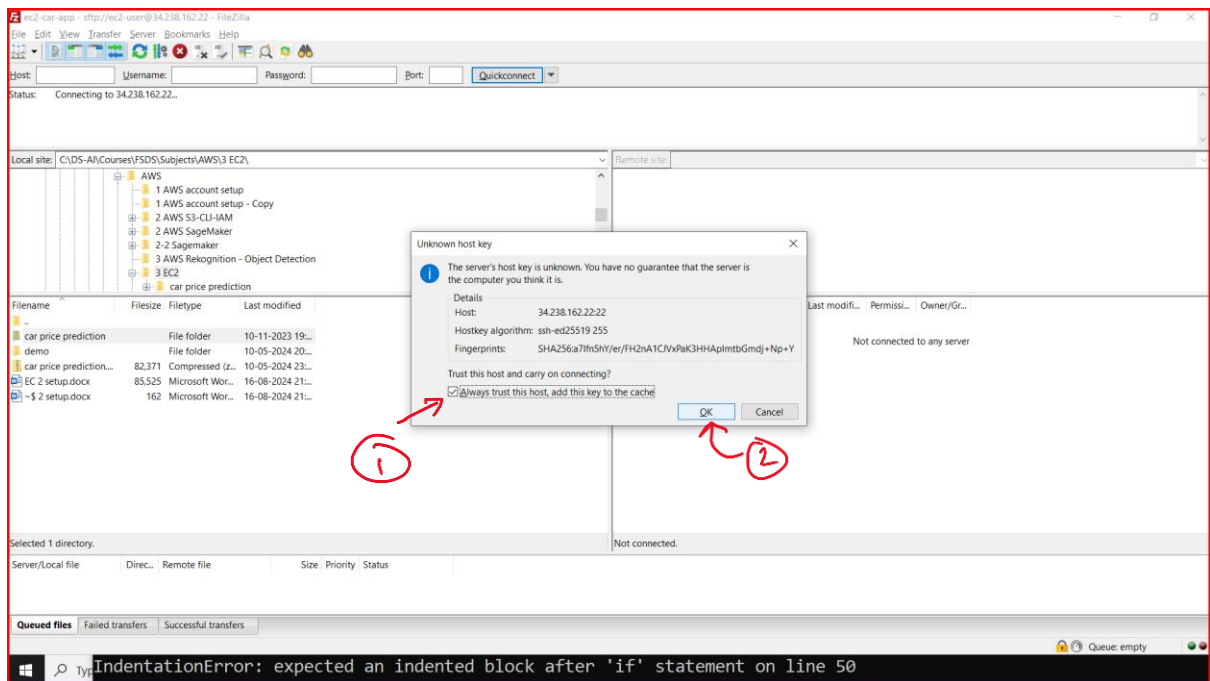 ec2-car-app - sftp://ec2-user@34.238.162.22 - FileZilla
File Edit View Transfer Server Bookmarks Help
Host: Username: Password: Port: Quickconnect
Status: Connecting to 34.238.162.22...
Local site: C:\DS-AI\Courses\FSDS\Subjects\AWS\3 EC2\
Remote site:
AWS
1 AWS account setup
1 AWS account setup - Copy
2 AWS S3-CLI-IAM
2 AWS SageMaker
2-2 Sagemaker
3 AWS Rekognition - Object Detection
3 EC2
car price prediction
Filename Filesize Filetype Last modified
..
car price prediction File folder 10-11-2023 19:...
demo File folder 10-05-2024 20:...
car price prediction.... 82,371 Compressed (z... 10-05-2024 23:...
EC 2 setup.docx 85,525 Microsoft Wor... 16-08-2024 21:...
~$ 2 setup.docx 162 Microsoft Wor... 16-08-2024 21:...
Selected 1 directory.
Unknown host key
The server's host key is unknown. You have no guarantee that the server is
the computer you think it is.
Details
Host: 34.238.162.22:22
Hostkey algorithm: ssh-ed25519 255
Fingerprints: SHA256:a7Ifn5hY/er/FH2nA1CJVxPaK3HHApImtbGmdj+Np+Y
Trust this host and carry on connecting?
Always trust this host, add this key to the cache
OK Cancel
1
2
Last modifi... Permissi... Owner/Gr...
Not connected to any server
Not connected.
Server/Local file Direc... Remote file Size Priority Status
Queued files Failed transfers Successful transfers
Queue: empty
Typ
IndentationError: expected an indented block after 'if' statement on line 50